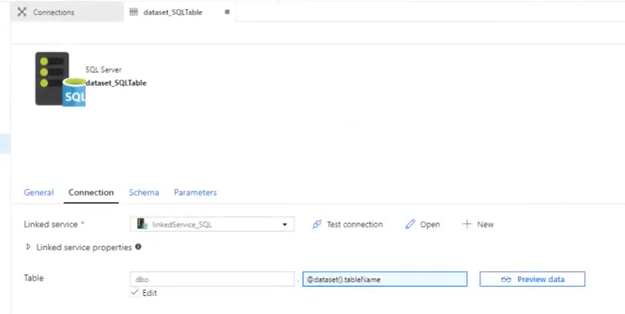 Connections
dataset_SQLTable
SQL Server
SQL
dataset_SQLTable
General Connection Schema Parameters
Linked service * linkedService_SQL Test connection Open New
Linked service properties
Table dbo . @dataset().tableName Preview data
Edit